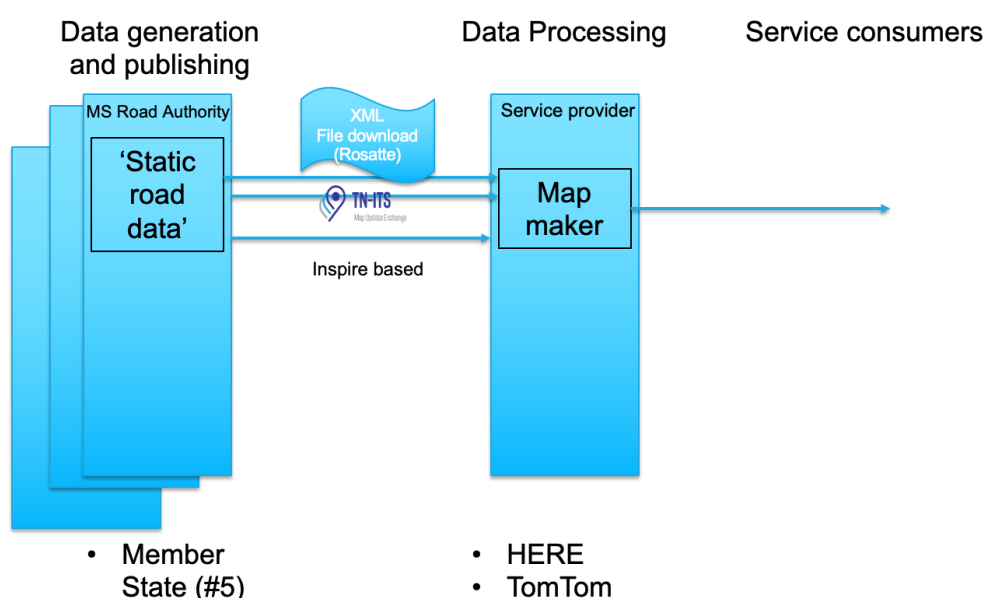 Data generation
and publishing
Data Processing
Service consumers
MS Road Authority
‘Static
road
data’
XML
File download
(Rosatte)
TN-ITS
Map Update Exchange
Inspire based
Service provider
Map
maker
• Member
State (#5)
• HERE
• TomTom